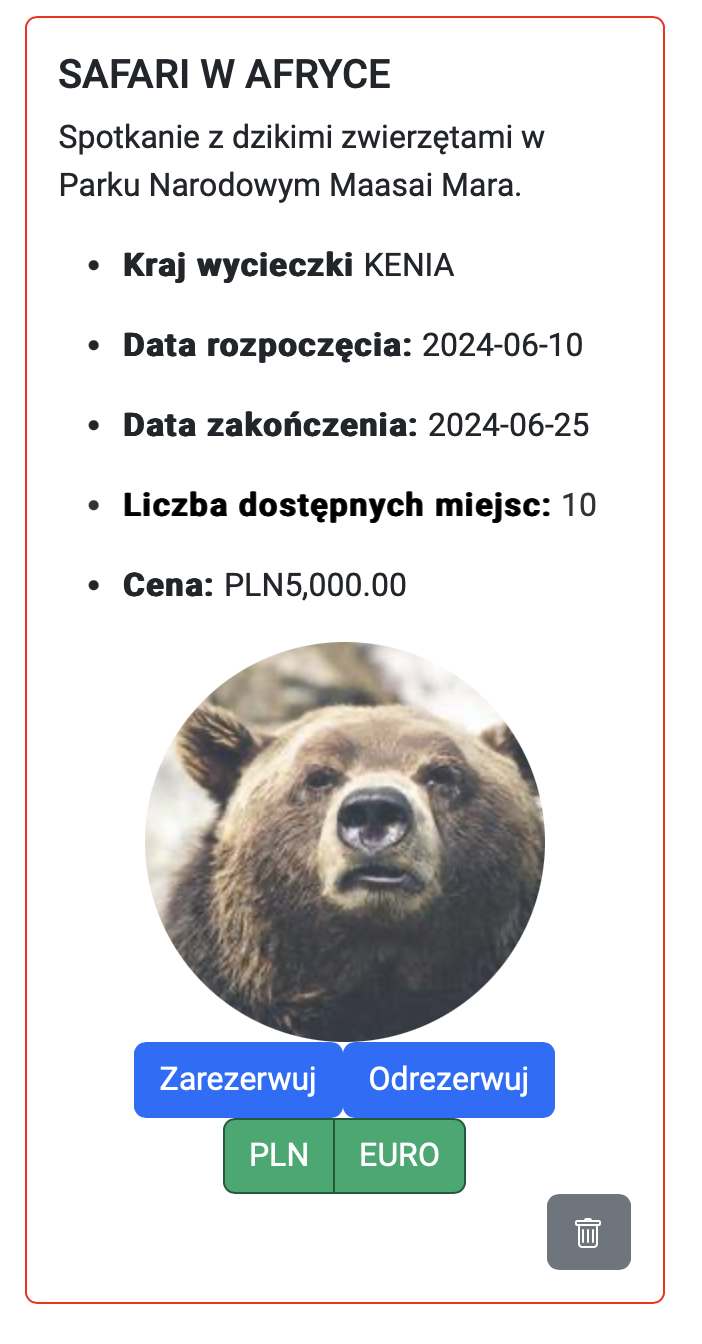 SAFARI W AFRYCE
Spotkanie z dzikimi zwierzętami w
Parku Narodowym Maasai Mara.
Kraj wycieczki KENIA
Data rozpoczęcia: 2024-06-10
Data zakończenia: 2024-06-25
Liczba dostępnych miejsc: 10
Cena: PLN5,000.00
Zarezerwuj Odrezerwuj
PLN EURO